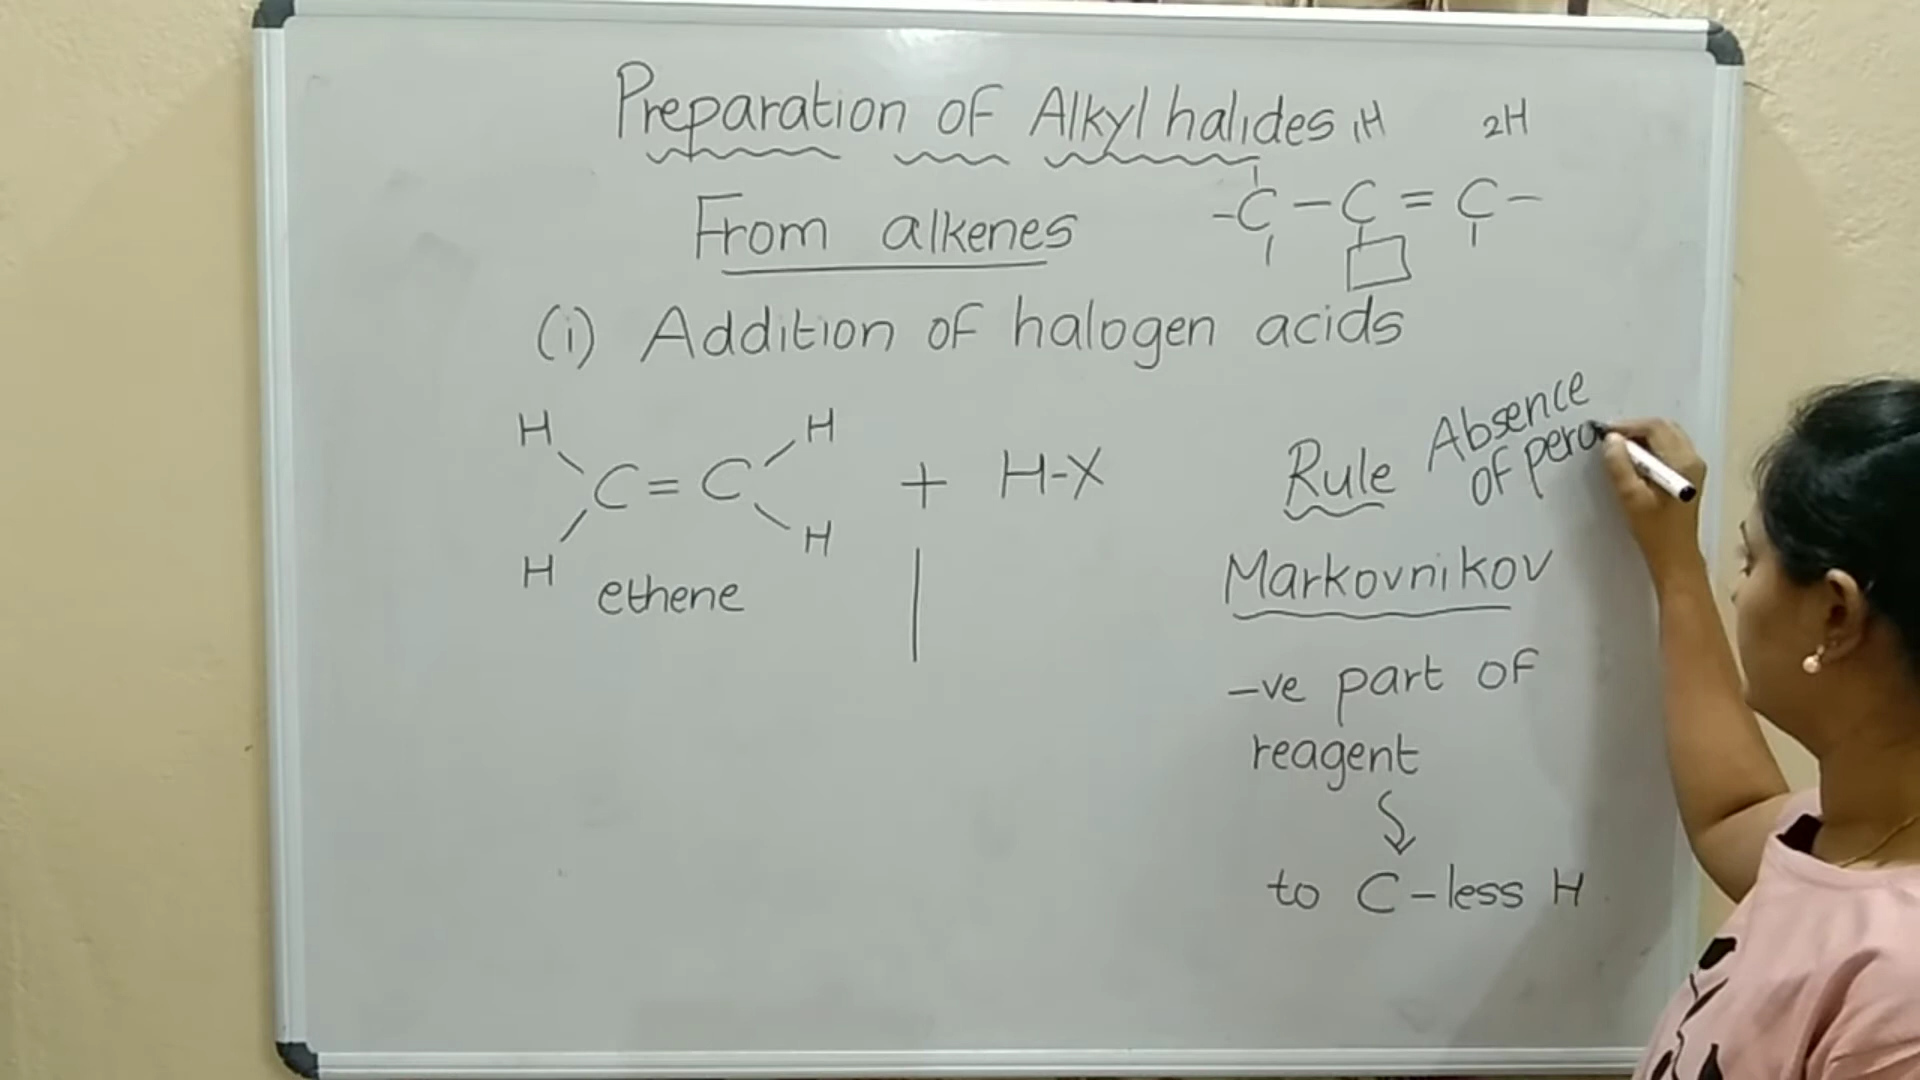 Preparation of Alkyl halides
1H 2H
-C - C = C-
From alkenes
(i) Addition of halogen acids
H H
C = C + H-X
H H
ethene
Rule
Absence
of pero
Markovnikov
-ve part of
reagent
to C-less H